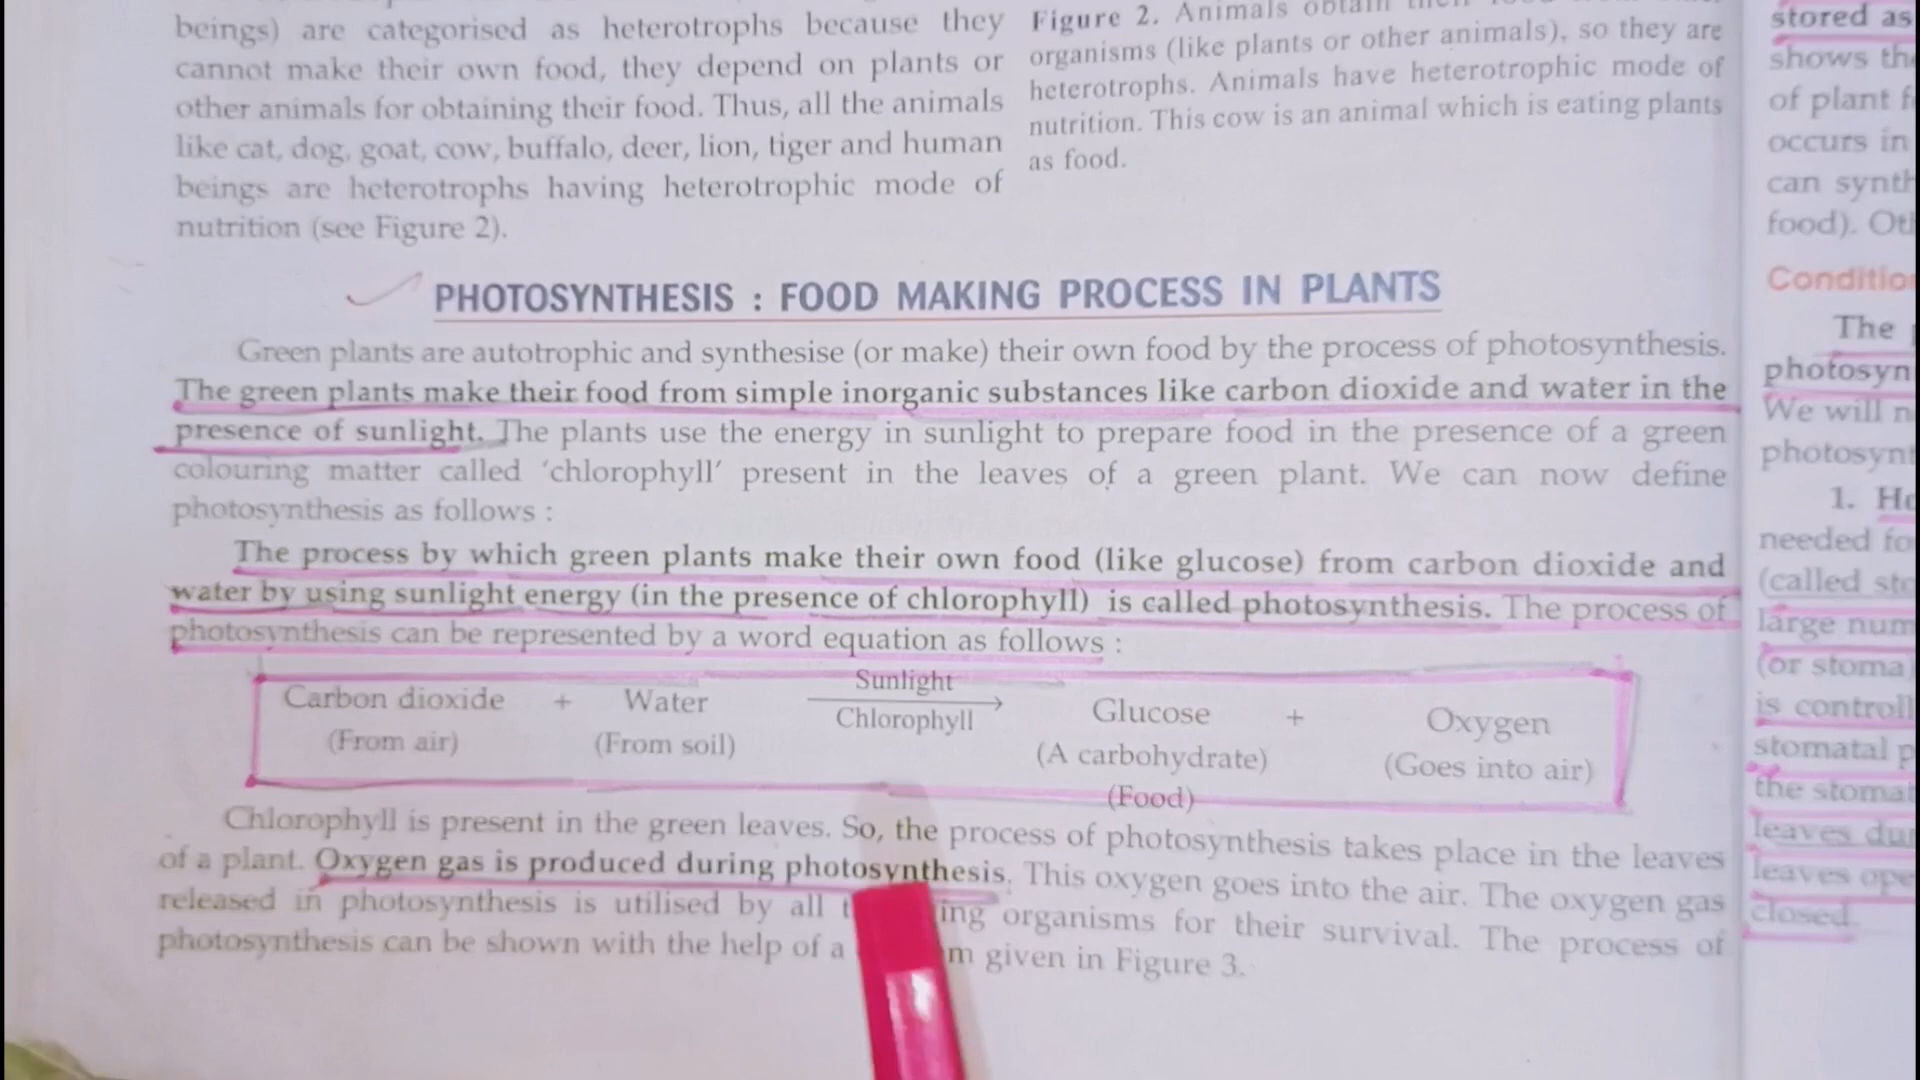 beings) are categorised as heterotrophs because they
cannot make their own food, they depend on plants or
other animals for obtaining their food. Thus, all the animals
like cat, dog, goat, cow, buffalo, deer, lion, tiger and human
beings are heterotrophs having heterotrophic mode of
nutrition (see Figure 2).
Figure 2. Animals obtain
organisms (like plants or other animals), so they are
heterotrophs. Animals have heterotrophic mode of
nutrition. This cow is an animal which is eating plants
as food.
PHOTOSYNTHESIS : FOOD MAKING PROCESS IN PLANTS
Green plants are autotrophic and synthesise (or make) their own food by the process of photosynthesis.
The green plants make their food from simple inorganic substances like carbon dioxide and water in the
presence of sunlight. The plants use the energy in sunlight to prepare food in the presence of a green
colouring matter called ‘chlorophyll’ present in the leaves of a green plant. We can now define
photosynthesis as follows :
The process by which green plants make their own food (like glucose) from carbon dioxide and
water by using sunlight energy (in the presence of chlorophyll) is called photosynthesis. The process of
photosynthesis can be represented by a word equation as follows :
Sunlight
Carbon dioxide + Water → Glucose + Oxygen
Chlorophyll
(From air) (From soil) (A carbohydrate) (Goes into air)
(Food)
Chlorophyll is present in the green leaves. So, the process of photosynthesis takes place in the leaves
of a plant. Oxygen gas is produced during photosynthesis. This oxygen goes into the air. The oxygen gas
released in photosynthesis is utilised by all organisms for their survival. The process of
photosynthesis can be shown with the help of a given in Figure 3.
stored as
shows
of plant
occurs in
can
food).
The
We will
1.
needed
(called
large
(or stoma)
is
stomatal
the
leaves
leaves
closed.